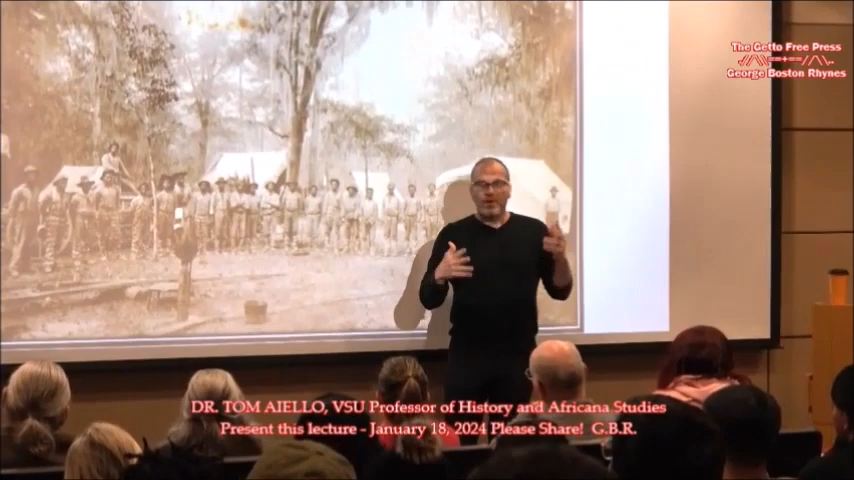 The Getto Free Press
George Boston Rhynes
DR. TOM AIELLO, VSU Professor of History and Africana Studies
Present this lecture - January 18, 2024 Please Share! G.B.R.